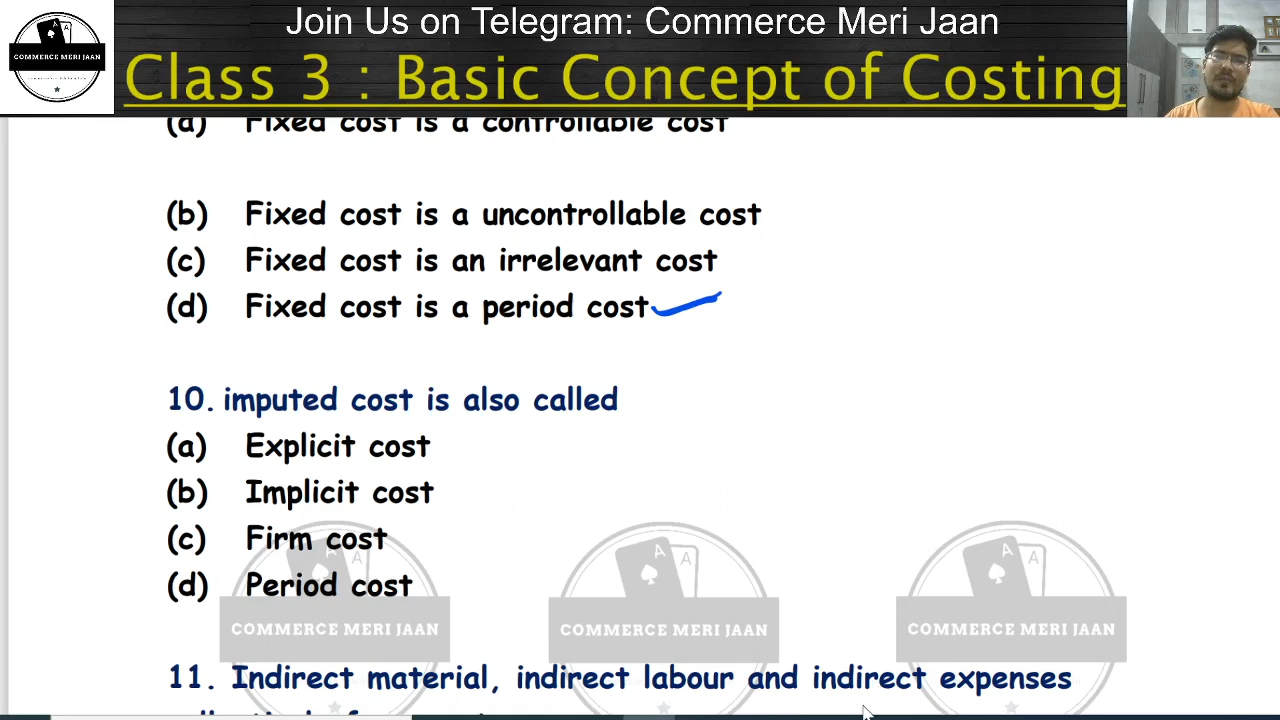 Join Us on Telegram: Commerce Meri Jaan
COMMERCE MERI JAAN
Class 3 : Basic Concept of Costing
(a) Fixed cost is a controllable cost
(b) Fixed cost is a uncontrollable cost
(c) Fixed cost is an irrelevant cost
(d) Fixed cost is a period cost
10. imputed cost is also called
(a) Explicit cost
(b) Implicit cost
(c) Firm cost
(d) Period cost
COMMERCE MERI JAAN COMMERCE MERI JAAN COMMERCE MERI JAAN
11. Indirect material, indirect labour and indirect expenses